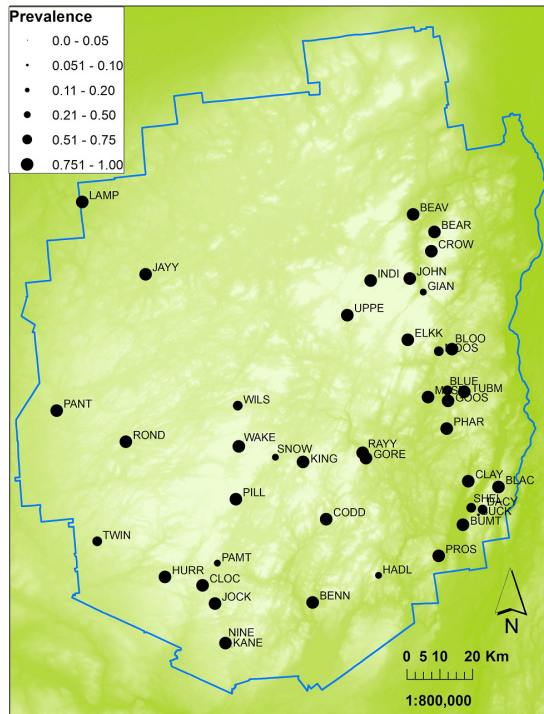 Prevalence
0.0 - 0.05
0.051 - 0.10
0.11 - 0.20
0.21 - 0.50
0.51 - 0.75
0.751 - 1.00
LAMP
BEAV
BEAR
CROW
JAYY
INDI
JOHN
GIAN
UPPE
ELKK
BLOO
BLUE
TUBM
GOOS
PANT
WILS
PHAR
ROND
WAKE
SNOW
KING
RAYY
GORE
CLAY
BLAC
PILL
SHEL
DACY
BUCK
CODD
BUMT
TWIN
PROS
PAMT
HADL
HURR
CLOC
JOCK
BENN
NINE
KANE
N
0 5 10 20 Km
1:800,000